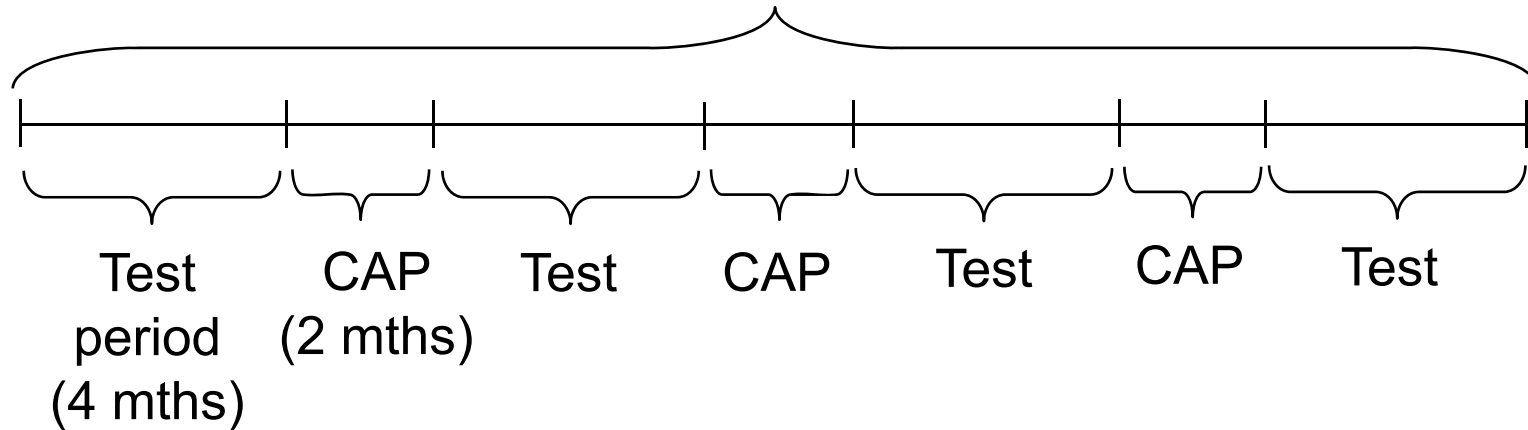 Test
period
(4 mths)
CAP
(2 mths)
Test
CAP
Test
CAP
Test